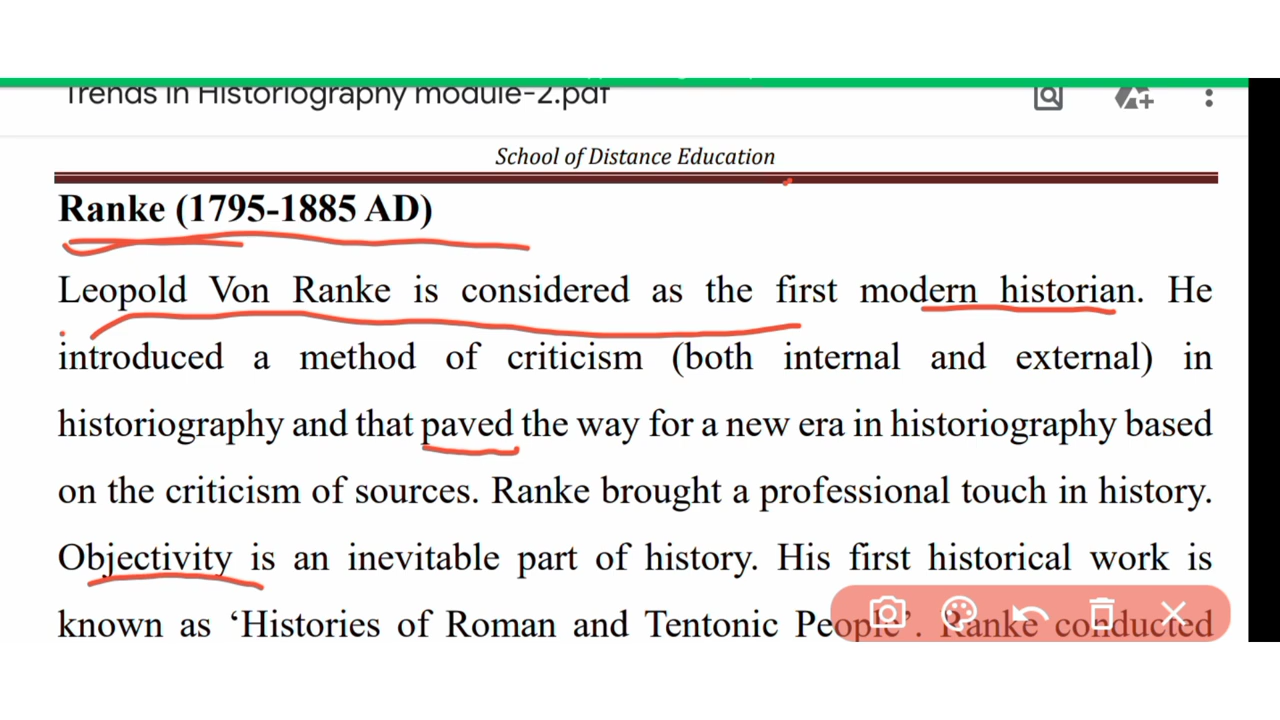 Trends in Historiography module-2.pdf
School of Distance Education
Ranke (1795-1885 AD)
Leopold Von Ranke is considered as the first modern historian. He
introduced a method of criticism (both internal and external) in
historiography and that paved the way for a new era in historiography based
on the criticism of sources. Ranke brought a professional touch in history.
Objectivity is an inevitable part of history. His first historical work is
known as ‘Histories of Roman and Tentonic People’. Ranke conducted